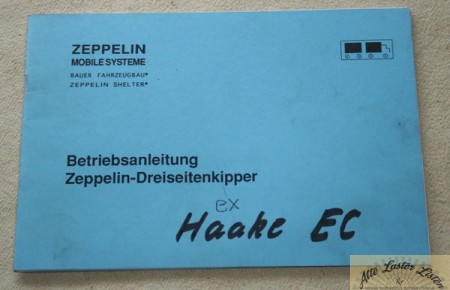 ZEPPELIN
MOBILE SYSTEME
BAUER FAHRZEUGBAU®
ZEPPELIN SHELTER®
Betriebsanleitung
Zeppelin-Dreiseitenkipper
ex
Haake EC
Alte Laster Listen